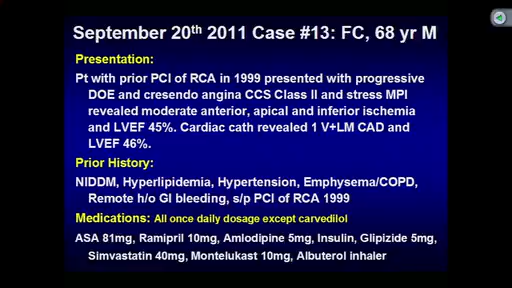 September 20th 2011 Case #13: FC, 68 yr M
Presentation:
Pt with prior PCI of RCA in 1999 presented with progressive
DOE and cresendo angina CCS Class II and stress MPI
revealed moderate anterior, apical and inferior ischemia
and LVEF 45%. Cardiac cath revealed 1 V+LM CAD and
LVEF 46%.
Prior History:
NIDDM, Hyperlipidemia, Hypertension, Emphysema/COPD,
Remote h/o GI bleeding, s/p PCI of RCA 1999
Medications: All once daily dosage except carvedilol
ASA 81mg, Ramipril 10mg, Amlodipine 5mg, Insulin, Glipizide 5mg,
Simvastatin 40mg, Montelukast 10mg, Albuterol inhaler